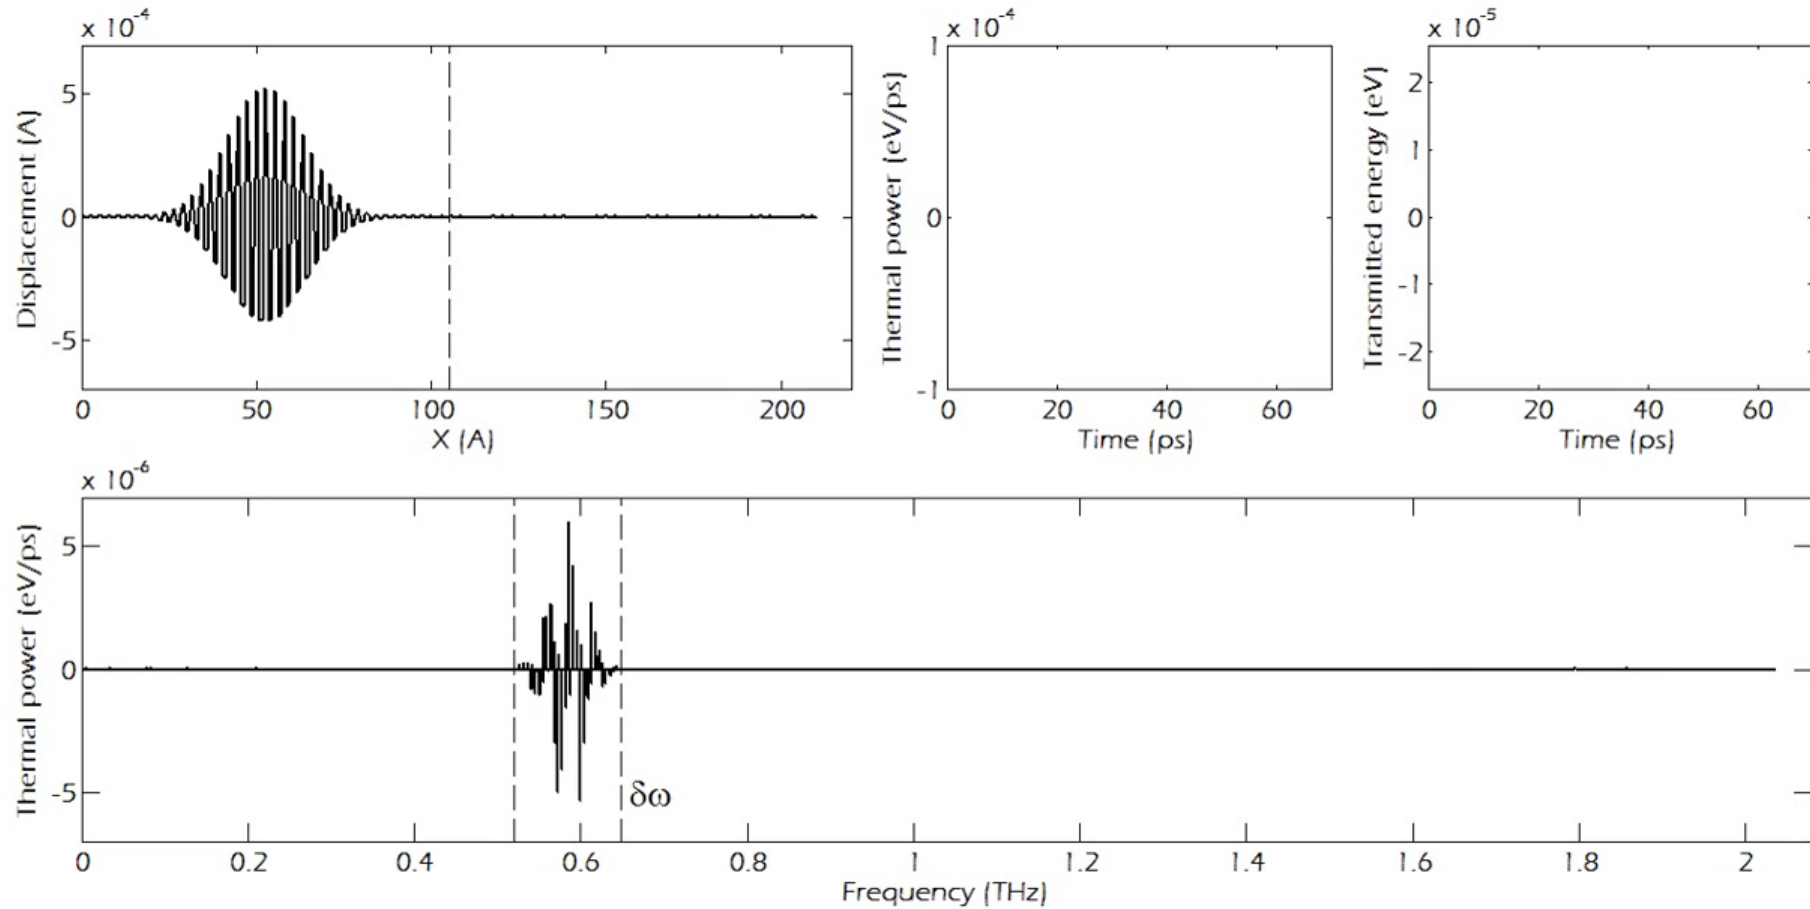 x 10-4
5
0
-5
0
50
100
150
200
Displacement (A)
X (A)
x 10-4
1
0
-1
0
20
40
60
Thermal power (eV/ps)
Time (ps)
x 10-5
2
1
0
-1
-2
0
20
40
60
Transmitted energy (eV)
Time (ps)
x 10-6
5
0
-5
δω
0
0.2
0.4
0.6
0.8
1
1.2
1.4
1.6
1.8
2
Thermal power (eV/ps)
Frequency (THz)